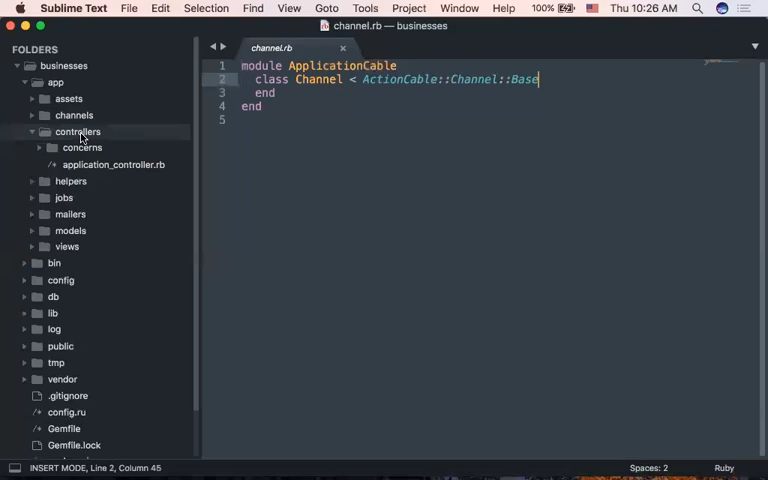 Sublime Text File Edit Selection Find View Goto Tools Project Window Help 100% Thu 10:26 AM
channel.rb — businesses
FOLDERS
businesses
app
assets
channels
controllers
concerns
/* application_controller.rb
helpers
jobs
mailers
models
views
bin
config
db
lib
log
public
tmp
vendor
.gitignore
/* config.ru
/* Gemfile
Gemfile.lock
channel.rb ×
1 module ApplicationCable
2 class Channel < ActionCable::Channel::Base
3 end
4 end
5
INSERT MODE, Line 2, Column 45 Spaces: 2 Ruby